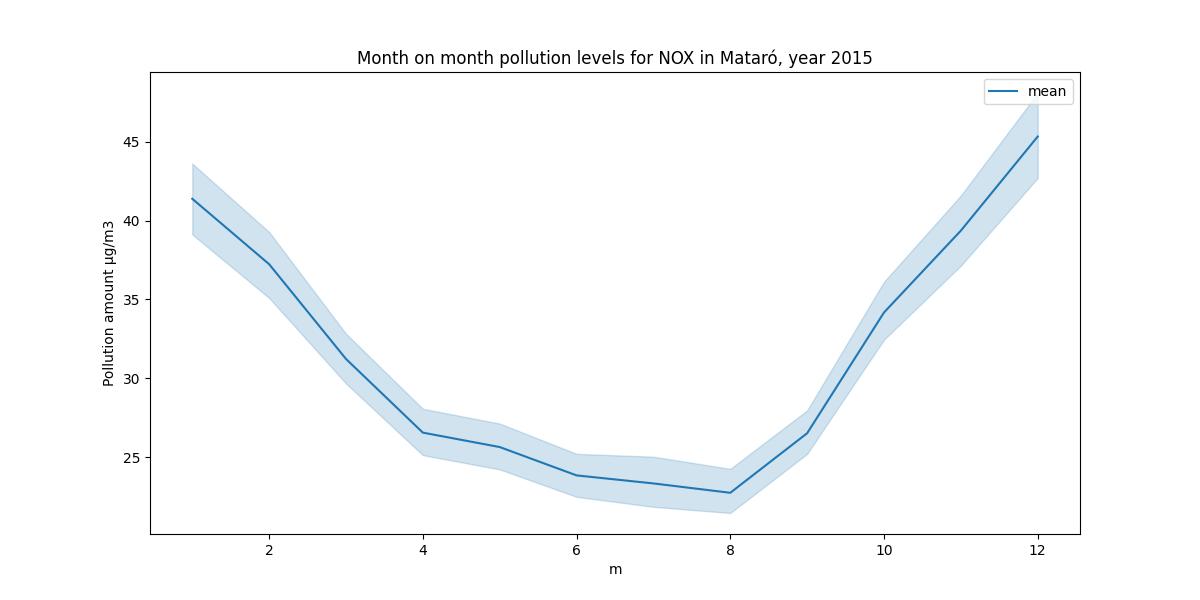 Month on month pollution levels for NOX in Mataró, year 2015
mean
Pollution amount µg/m3
45
40
35
30
25
2 4 6 8 10 12
m